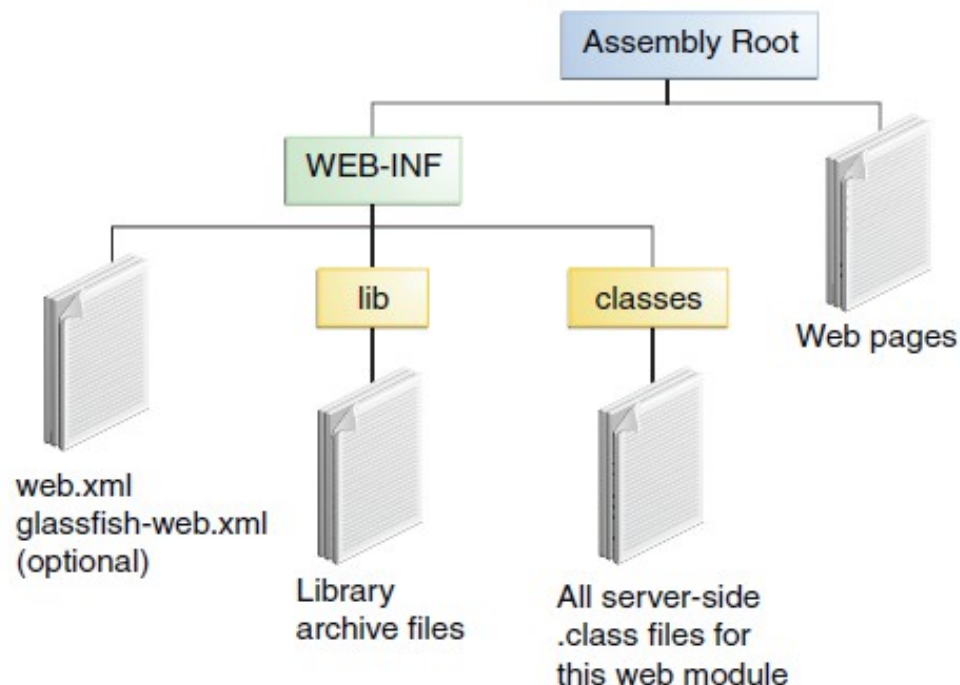 Assembly Root
WEB-INF
lib
classes
Web pages
web.xml
glassfish-web.xml
(optional)
Library
archive files
All server-side
.class files for
this web module